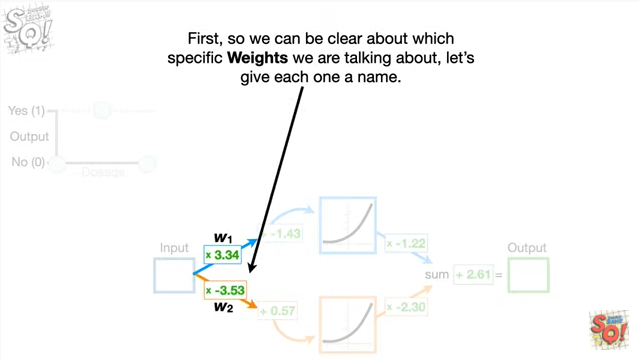 First, so we can be clear about which
specific Weights we are talking about, let's
give each one a name.
Yes (1)
Output
No (0)
Dosage
Input
w1
x 3.34
x -3.53
w2
+ -1.43
+ 0.57
x -1.22
x -2.30
sum + 2.61 =
Output
SQ!
SQ!